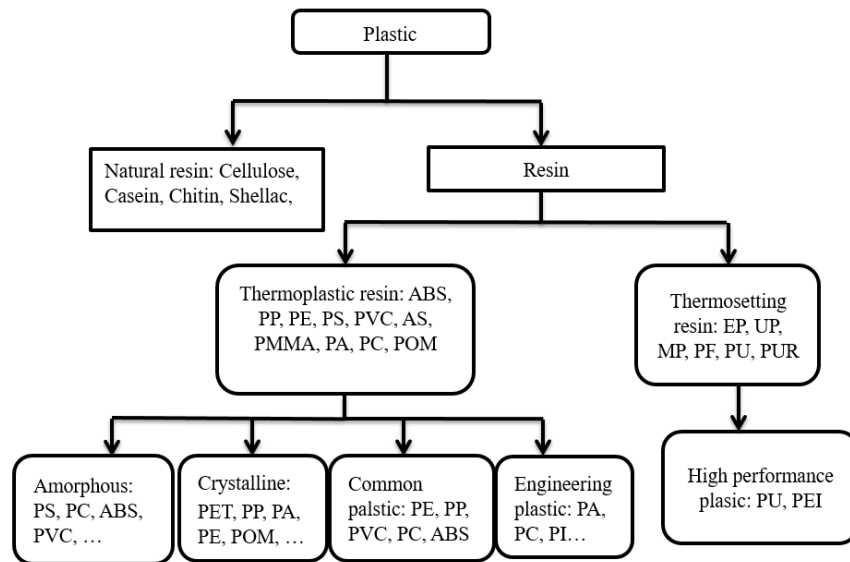 Plastic
Natural resin: Cellulose,
Casein, Chitin, Shellac,
Resin
Thermoplastic resin: ABS,
PP, PE, PS, PVC, AS,
PMMA, PA, PC, POM
Thermosetting
resin: EP, UP,
MP, PF, PU, PUR
Amorphous:
PS, PC, ABS,
PVC, ...
Crystalline:
PET, PP, PA,
PE, POM, ...
Common
palstic: PE, PP,
PVC, PC, ABS
Engineering
plastic: PA,
PC, PI...
High performance
plasic: PU, PEI